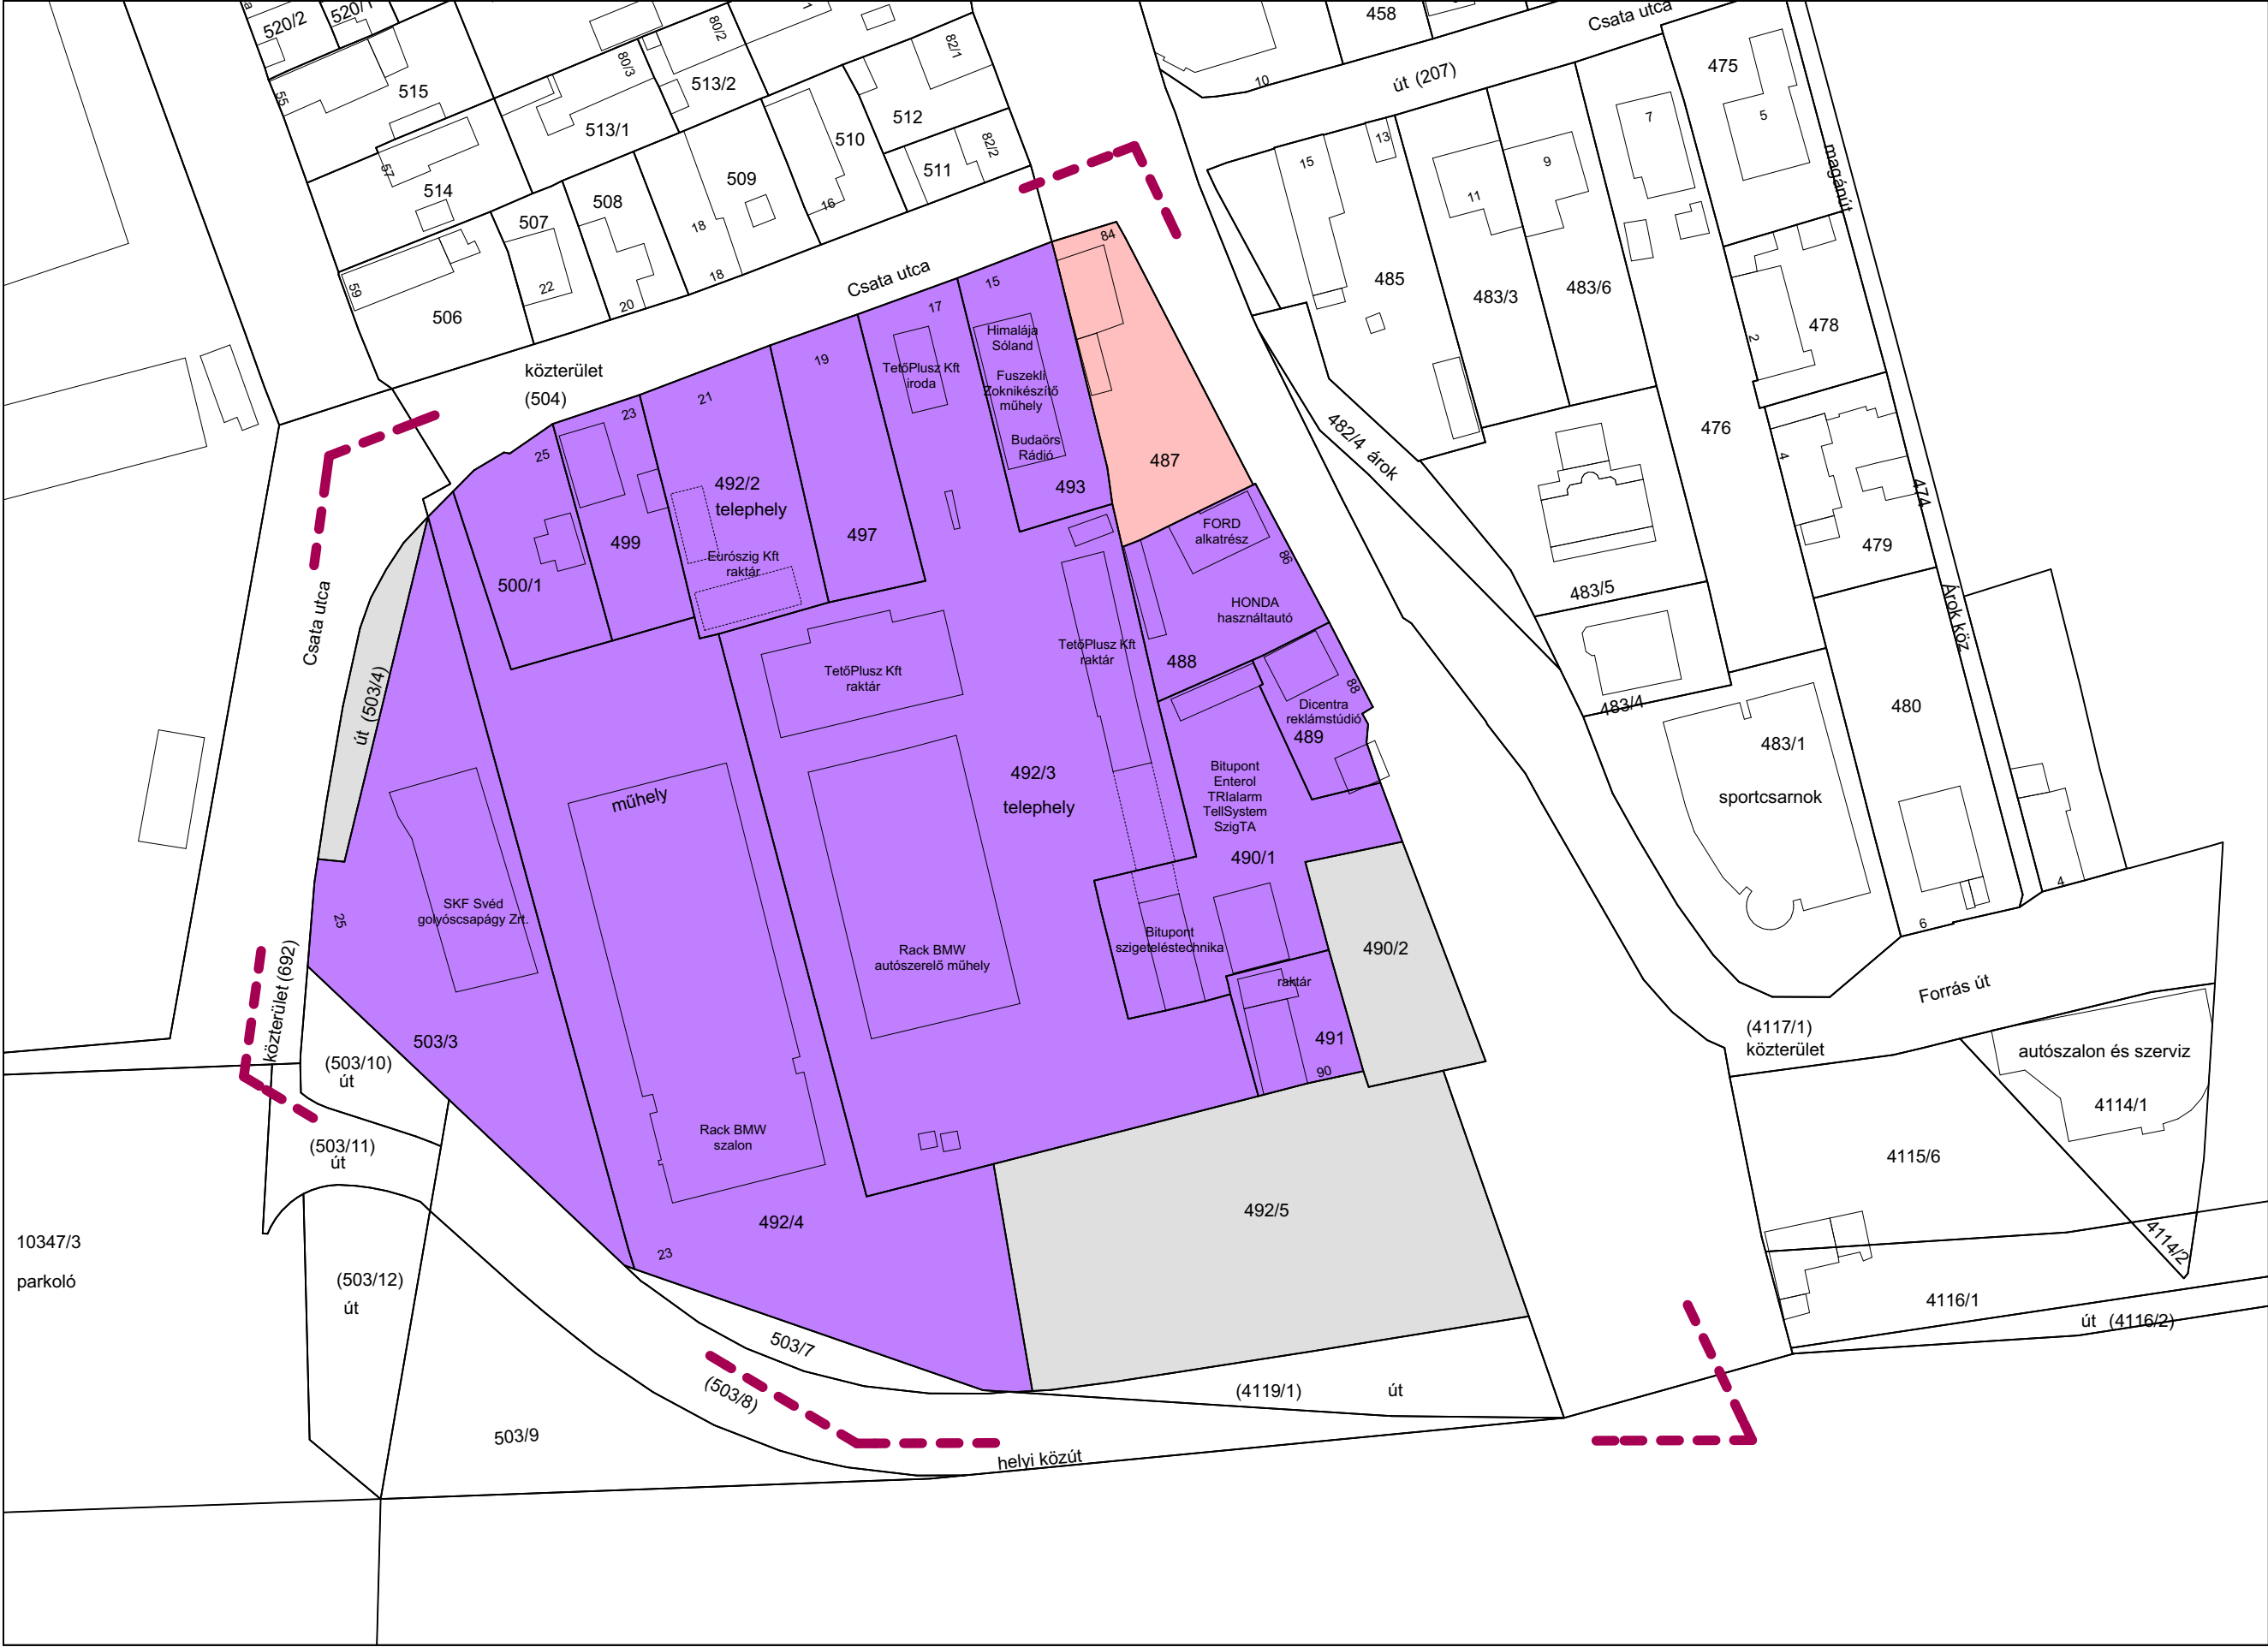 520/2
520/1
80/2
1
458
Csata utca
475
55
515
80/3
513/2
82/1
10
út (207)
7
5
513/1
510
512
13
57
514
509
511
82/2
15
9
11
magánút
507
508
18
16
18
84
59
22
20
506
Csata utca
485
483/3
483/6
478
2
közterület
(504)
15
17
19
21
23
25
Himalája
Sóland
TetőPlusz Kft
iroda
Fuszekli
Zoknikészítő
műhely
Budaörs
Rádió
487
493
482/4 árok
476
4
474
492/2
telephely
497
499
500/1
Eurószig Kft
raktár
FORD
alkatrész
86
HONDA
használtautó
488
479
483/5
Árok köz
Csata utca
út (503/4)
TetőPlusz Kft
raktár
TetőPlusz Kft
raktár
88
Dicentra
reklámstúdió
489
483/4
480
483/1
sportcsarnok
492/3
telephely
műhely
Bitupont
Enterol
TRIalarm
TellSystem
SzigTA
490/1
SKF Svéd
golyóscsapágy Zrt.
25
4
6
Rack BMW
autószerelő műhely
Bitupont
szigeteléstechnika
490/2
raktár
491
90
Forrás út
közterület (692)
503/3
(503/10)
út
(4117/1)
közterület
autószalon és szerviz
4114/1
Rack BMW
szalon
(503/11)
út
4115/6
492/4
492/5
23
10347/3
parkoló
(503/12)
út
4114/2
4116/1
út (4116/2)
503/7
(503/8)
(4119/1)
út
503/9
helyi közút